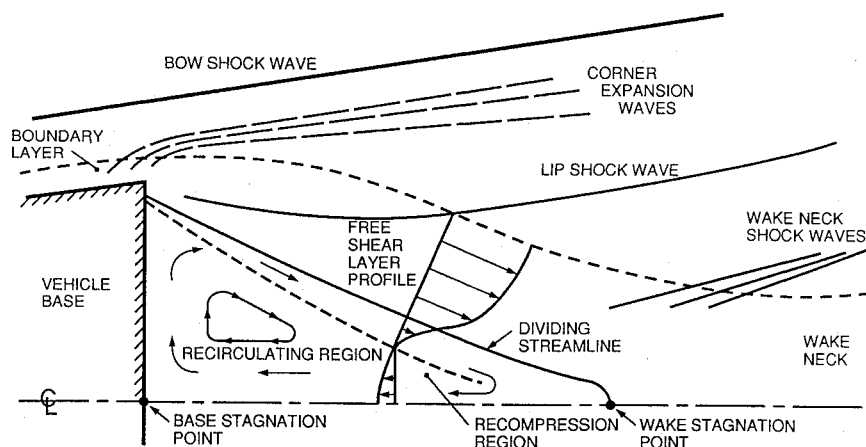 BOW SHOCK WAVE
CORNER
EXPANSION
WAVES
BOUNDARY
LAYER
LIP SHOCK WAVE
FREE
SHEAR
LAYER
PROFILE
WAKE NECK
SHOCK WAVES
VEHICLE
BASE
DIVIDING
STREAMLINE
RECIRCULATING REGION
WAKE
NECK
℄
BASE STAGNATION
POINT
RECOMPRESSION
REGION
WAKE STAGNATION
POINT